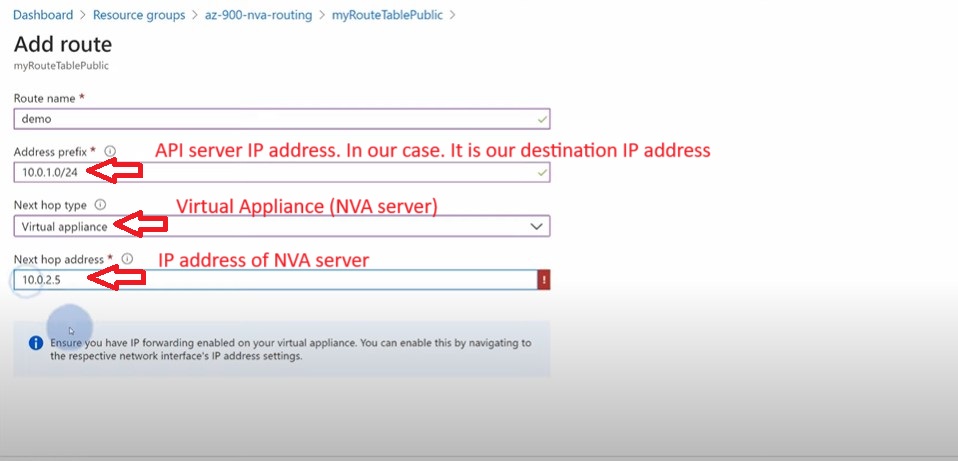 Dashboard > Resource groups > az-900-nva-routing > myRouteTablePublic >
Add route
myRouteTablePublic
Route name *
demo
Address prefix *
API server IP address. In our case. It is our destination IP address
10.0.1.0/24
Next hop type
Virtual Appliance (NVA server)
Virtual appliance
Next hop address *
IP address of NVA server
10.0.2.5
Ensure you have IP forwarding enabled on your virtual appliance. You can enable this by navigating to
the respective network interface's IP address settings.